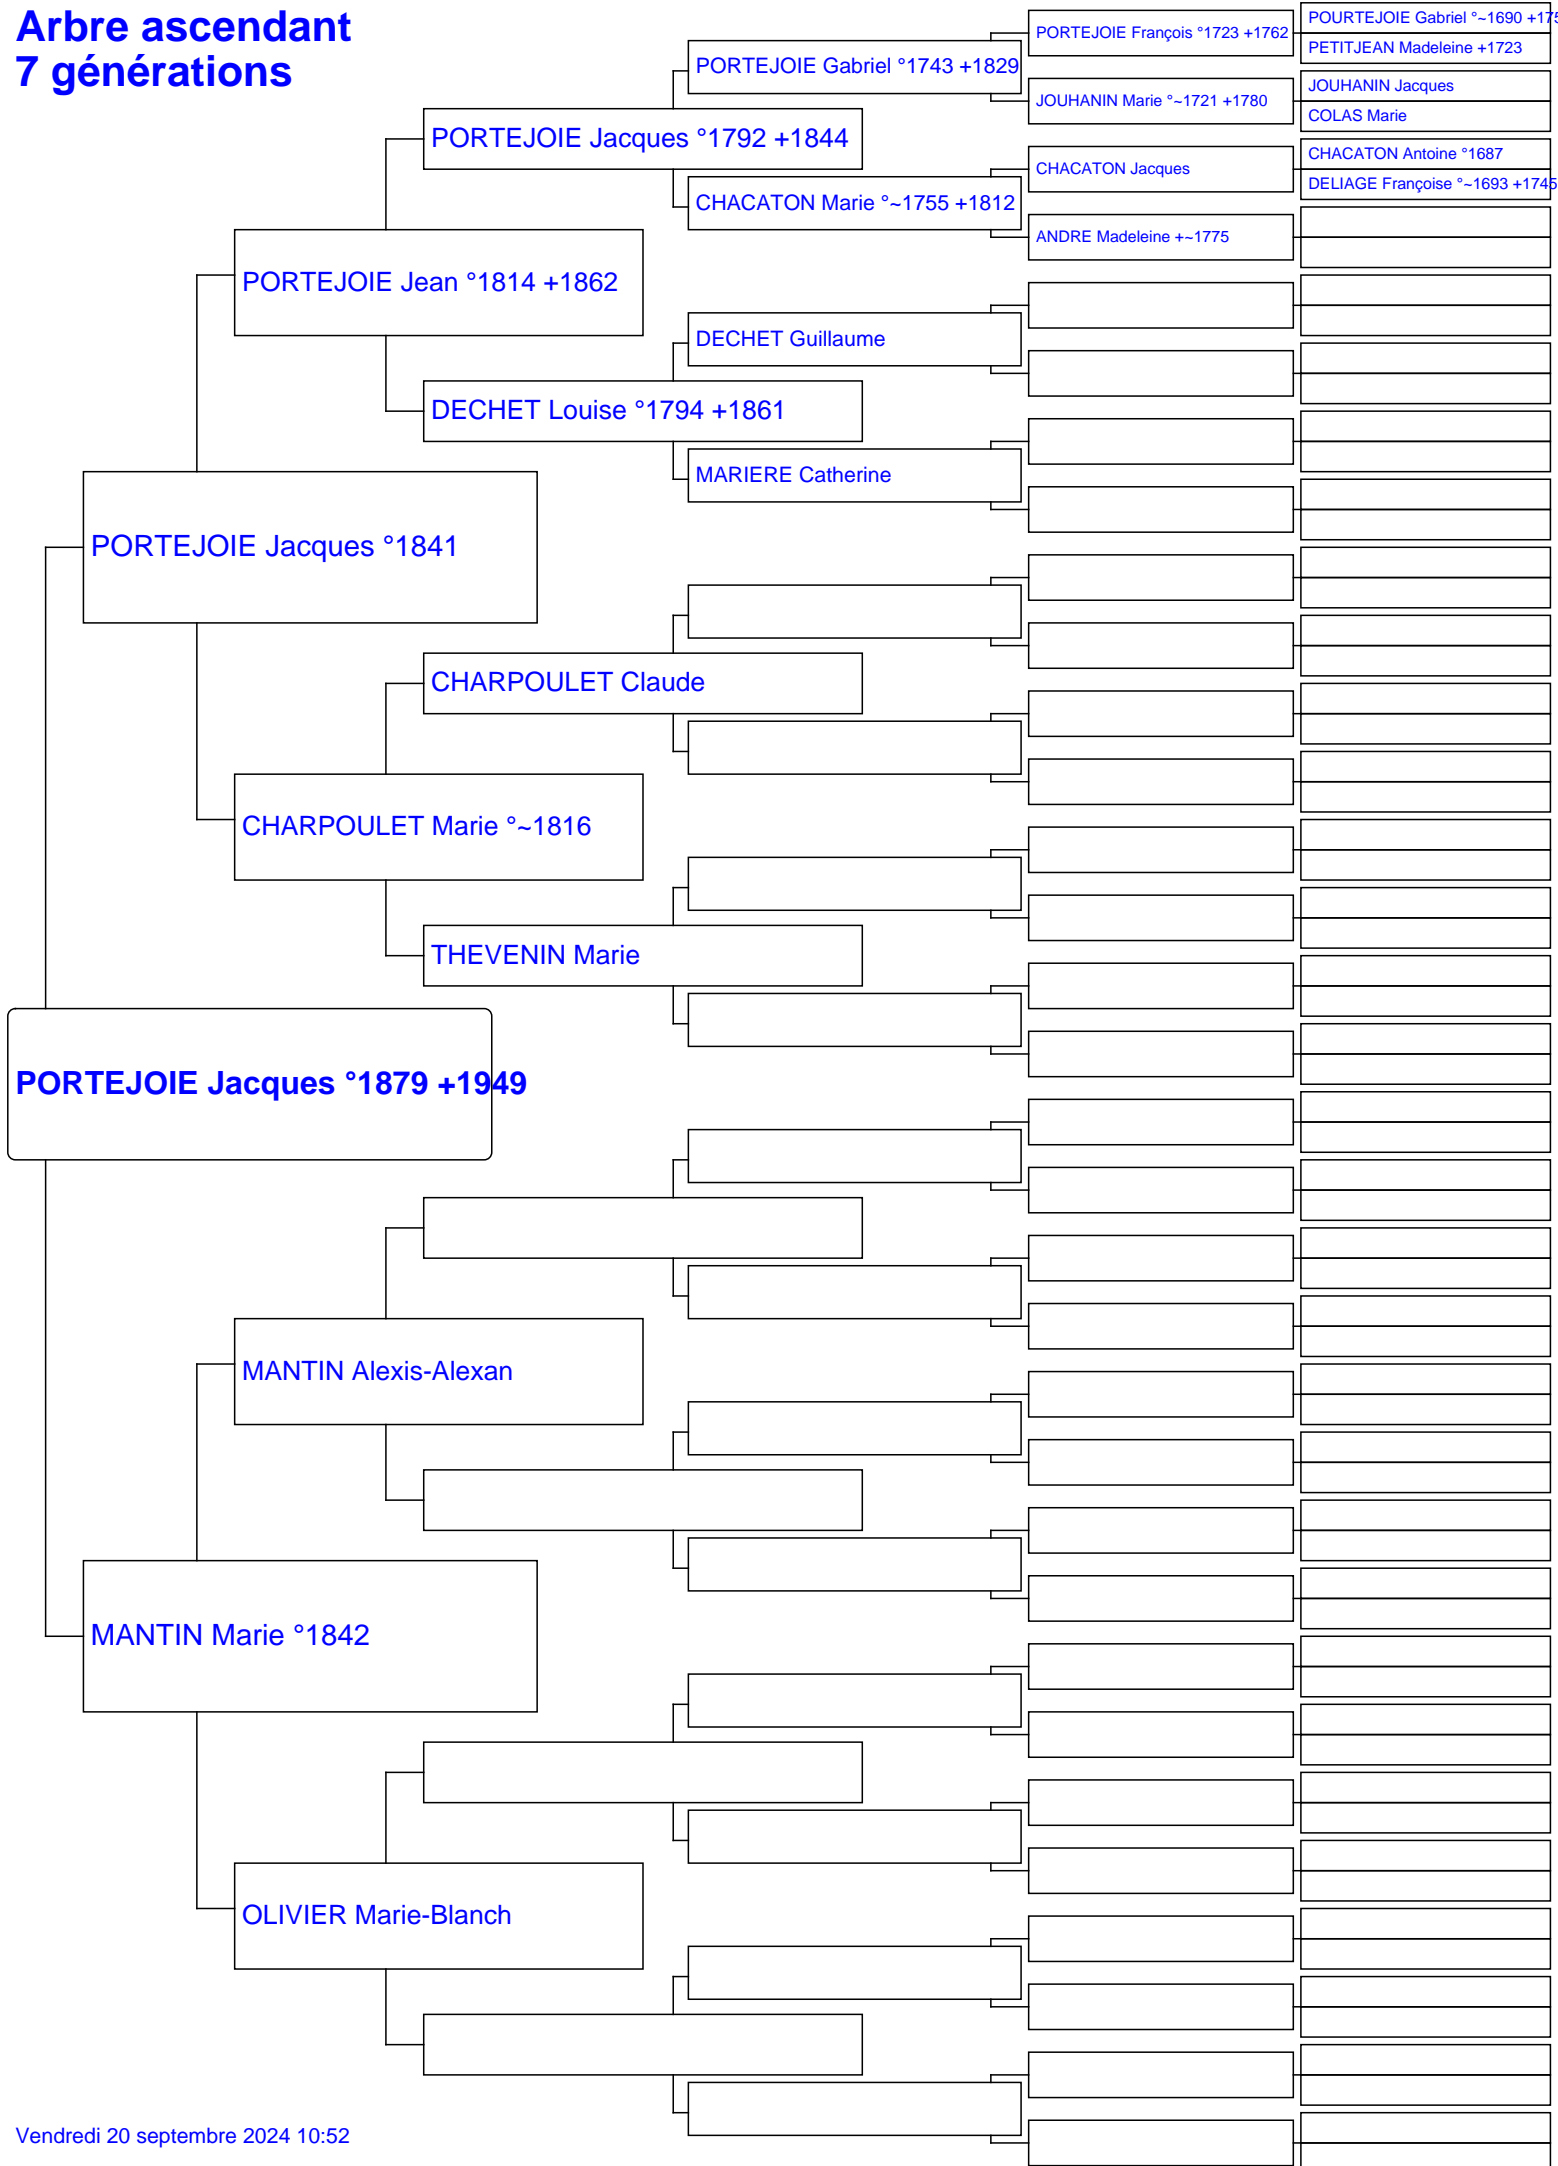 Arbre ascendant
7 générations
POURTEJOIE Gabriel °~1690
PORTEJOIE François °1723 +1762
PETITJEAN Madeleine +1723
PORTEJOIE Gabriel °1743 +1829
JOUHANIN Jacques
JOUHANIN Marie °~1721 +1780
COLAS Marie
PORTEJOIE Jacques °1792 +1844
CHACATON Antoine °1687
CHACATON Jacques
DELIAGE Françoise °~1693 +1745
CHACATON Marie °~1755 +1812
ANDRE Madeleine +~1775
PORTEJOIE Jean °1814 +1862
DECHET Guillaume
DECHET Louise °1794 +1861
MARIERE Catherine
PORTEJOIE Jacques °1841
CHARPOULET Claude
CHARPOULET Marie °~1816
THEVENIN Marie
PORTEJOIE Jacques °1879 +1949
MANTIN Alexis-Alexan
MANTIN Marie °1842
OLIVIER Marie-Blanch
Vendredi 20 septembre 2024 10:52